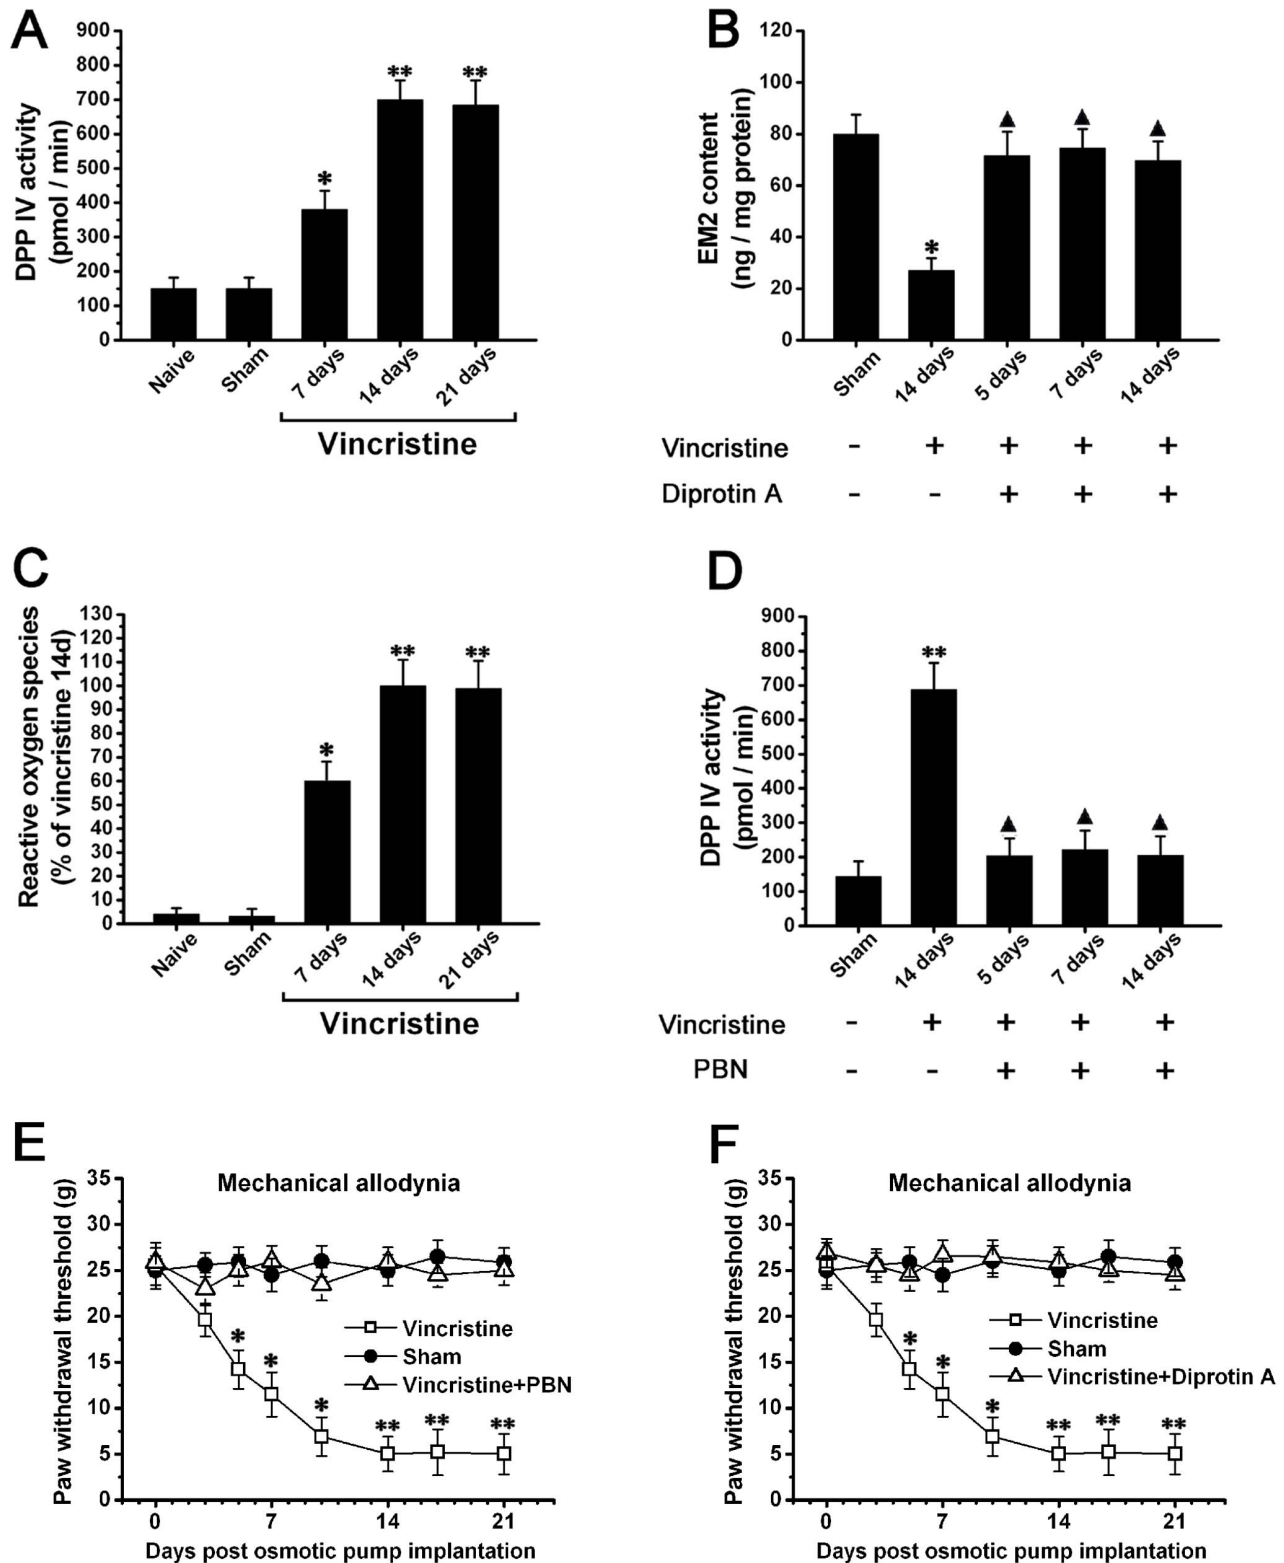 A
DPP IV activity
(pmol / min)
900
800
700
600
500
400
300
200
100
0
*
**
**
Naive
Sham
7 days
14 days
21 days
Vincristine
B
EM2 content
(ng / mg protein)
120
100
80
60
40
20
0
*
▲
▲
▲
Sham
14 days
5 days
7 days
14 days
Vincristine - + + + +
Diprotin A - - + + +
C
Reactive oxygen species
(% of vincristine 14d)
130
120
110
100
90
80
70
60
50
40
30
20
10
0
*
**
**
Naive
Sham
7 days
14 days
21 days
Vincristine
D
DPP IV activity
(pmol / min)
900
800
700
600
500
400
300
200
100
0
**
▲
▲
▲
Sham
14 days
5 days
7 days
14 days
Vincristine - + + + +
PBN - - + + +
E
Mechanical allodynia
Paw withdrawal threshold (g)
35
30
25
20
15
10
5
0
Vincristine
Sham
Vincristine+PBN
* * * ** ** **
0 7 14 21
Days post osmotic pump implantation
F
Mechanical allodynia
Paw withdrawal threshold (g)
35
30
25
20
15
10
5
0
Vincristine
Sham
Vincristine+Diprotin A
* * * ** ** **
0 7 14 21
Days post osmotic pump implantation